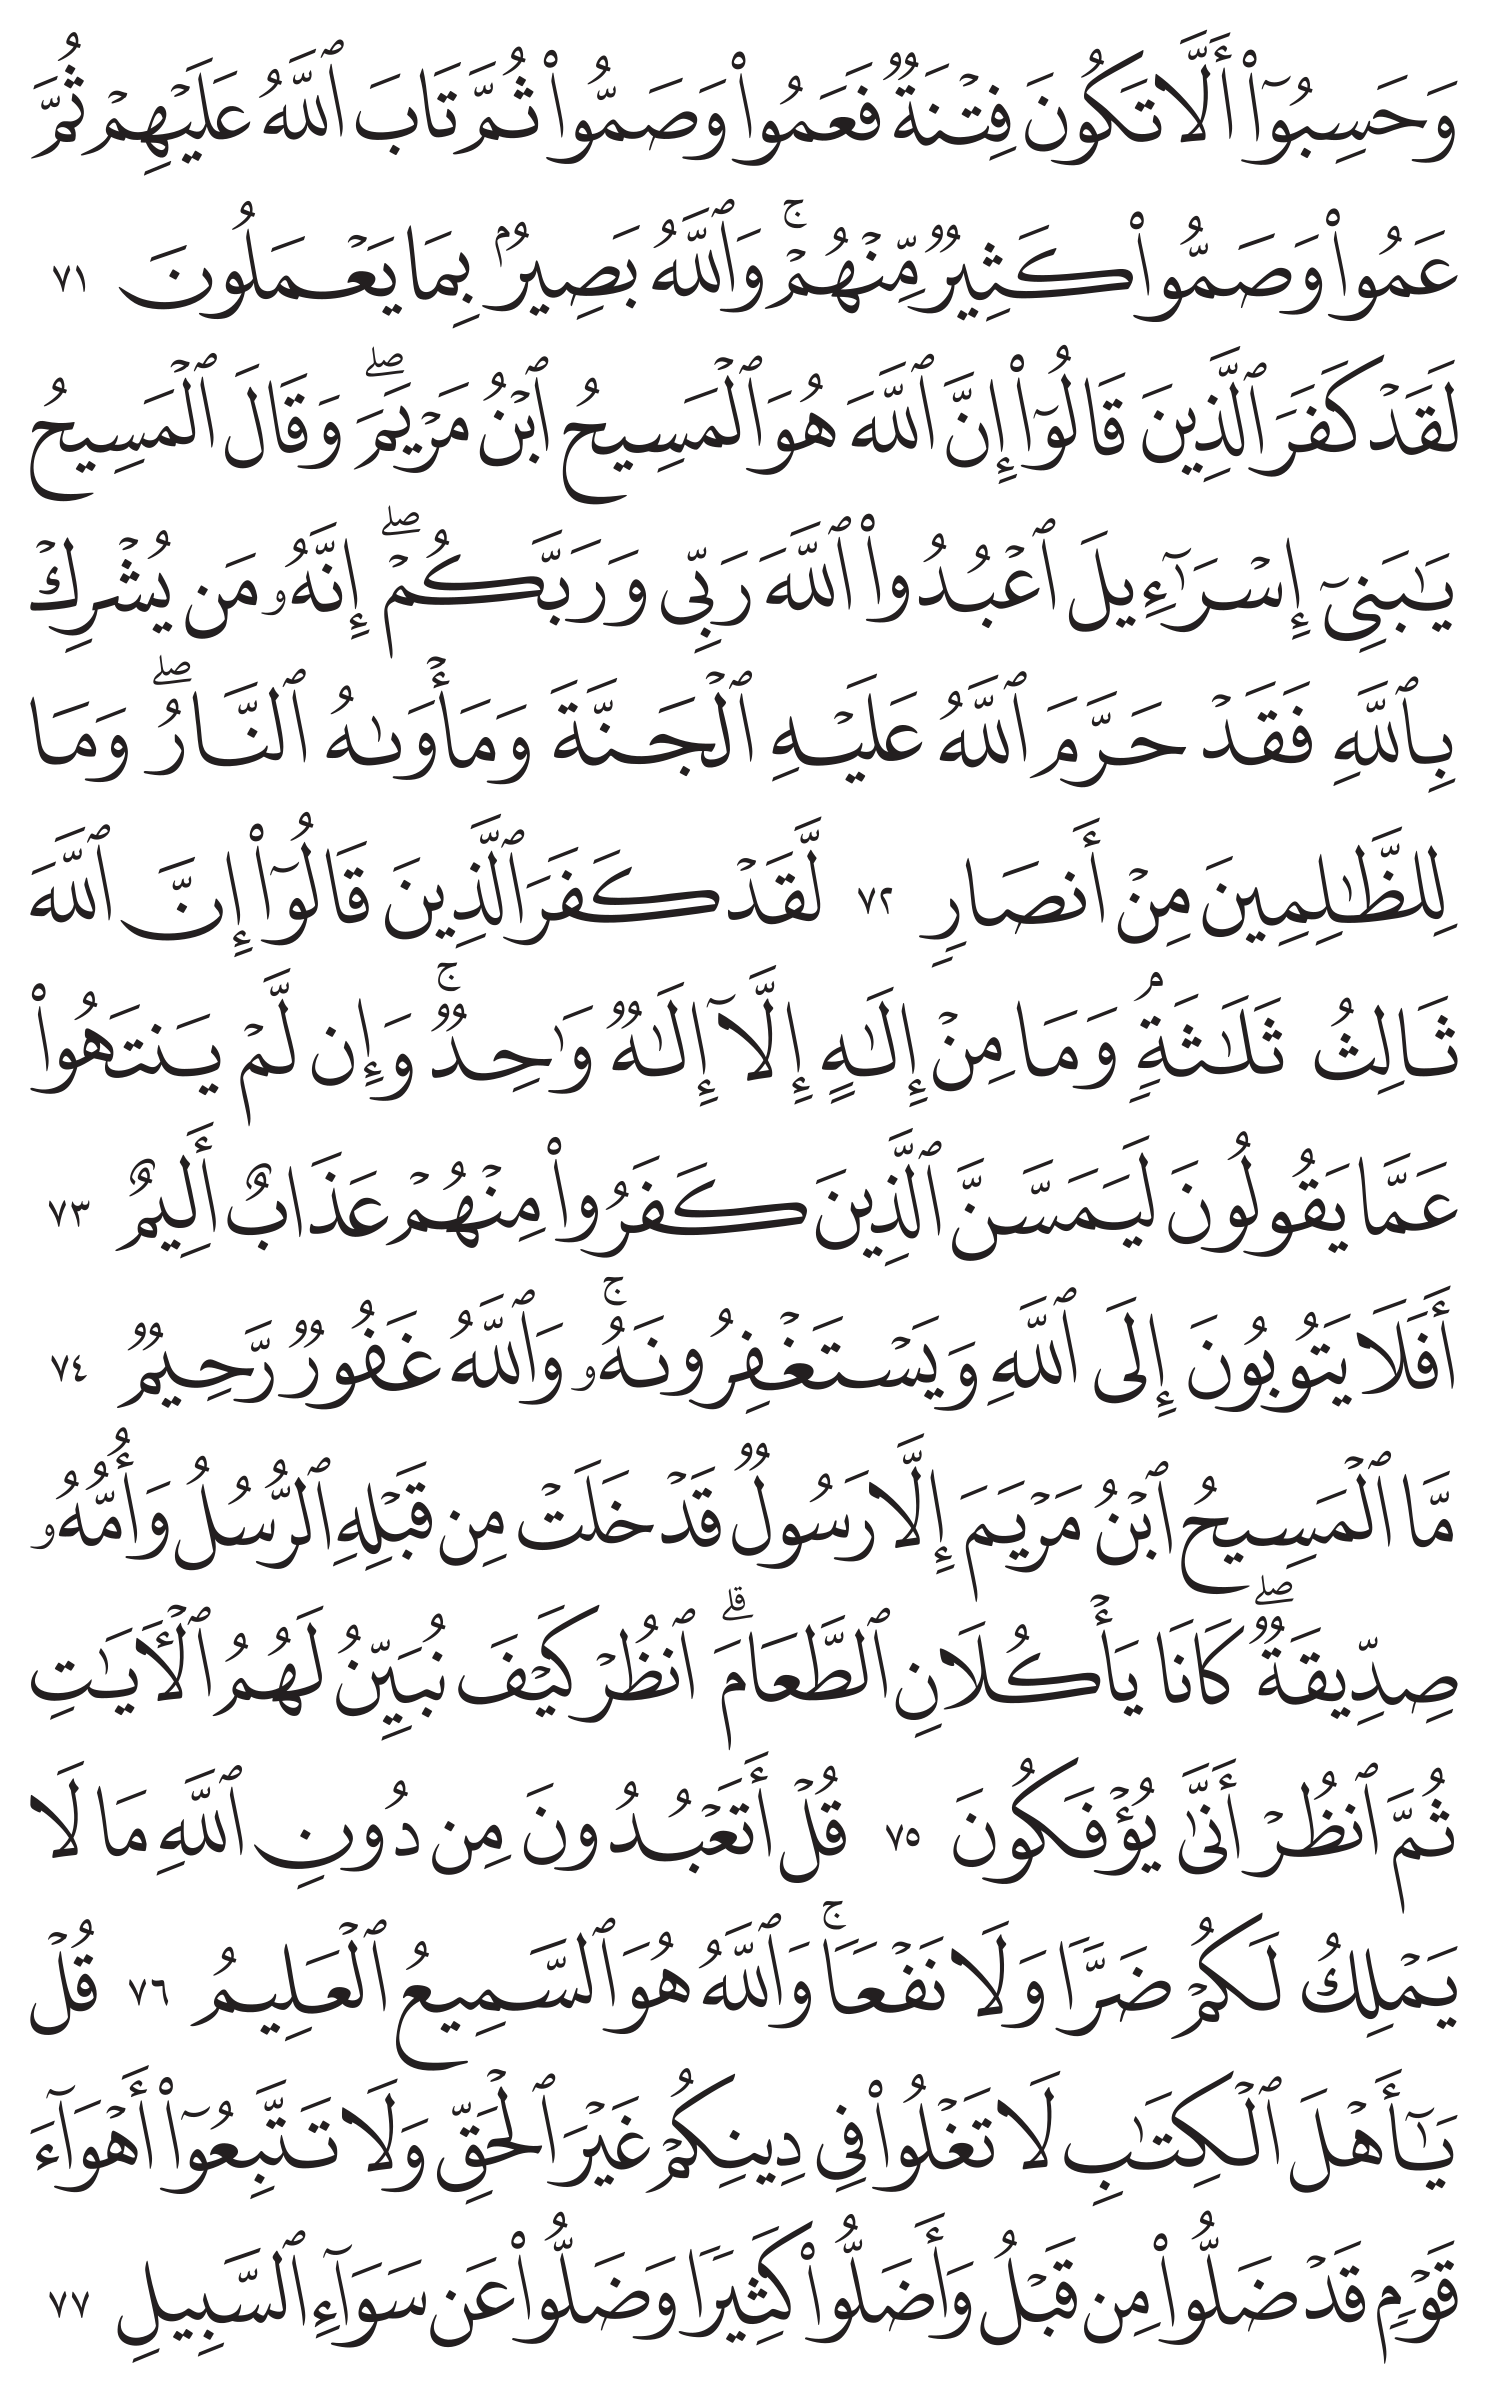 وَحَسِبُوٓا۟ أَلَّا تَكُونَ فِتْنَةٌ فَعَمُوا۟ وَصَمُّوا۟ ثُمَّ تَابَ ٱللَّهُ عَلَيْهِمْ ثُمَّ
عَمُوا۟ وَصَمُّوا۟ كَثِيرٌ مِّنْهُمْ ۚ وَٱللَّهُ بَصِيرٌۢ بِمَا يَعْمَلُونَ ٧١
لَقَدْ كَفَرَ ٱلَّذِينَ قَالُوٓا۟ إِنَّ ٱللَّهَ هُوَ ٱلْمَسِيحُ ٱبْنُ مَرْيَمَ ۖ وَقَالَ ٱلْمَسِيحُ
يَـٰبَنِىٓ إِسْرَٰٓءِيلَ ٱعْبُدُوا۟ ٱللَّهَ رَبِّى وَرَبَّكُمْ ۖ إِنَّهُۥ مَن يُشْرِكْ
بِٱللَّهِ فَقَدْ حَرَّمَ ٱللَّهُ عَلَيْهِ ٱلْجَنَّةَ وَمَأْوَىٰهُ ٱلنَّارُ ۖ وَمَا
لِلظَّـٰلِمِينَ مِنْ أَنصَارٍ ٧٢ لَّقَدْ كَفَرَ ٱلَّذِينَ قَالُوٓا۟ إِنَّ ٱللَّهَ
ثَالِثُ ثَلَـٰثَةٍۢ وَمَا مِنْ إِلَـٰهٍ إِلَّآ إِلَـٰهٌ وَٰحِدٌ ۚ وَإِن لَّمْ يَنتَهُوا۟
عَمَّا يَقُولُونَ لَيَمَسَّنَّ ٱلَّذِينَ كَفَرُوا۟ مِنْهُمْ عَذَابٌ أَلِيمٌ ٧٣
أَفَلَا يَتُوبُونَ إِلَى ٱللَّهِ وَيَسْتَغْفِرُونَهُۥ ۚ وَٱللَّهُ غَفُورٌ رَّحِيمٌ ٧٤
مَّا ٱلْمَسِيحُ ٱبْنُ مَرْيَمَ إِلَّا رَسُولٌ قَدْ خَلَتْ مِن قَبْلِهِ ٱلرُّسُلُ وَأُمُّهُۥ
صِدِّيقَةٌ ۖ كَانَا يَأْكُلَانِ ٱلطَّعَامَ ۗ ٱنظُرْ كَيْفَ نُبَيِّنُ لَهُمُ ٱلْـَٔايَـٰتِ
ثُمَّ ٱنظُرْ أَنَّىٰ يُؤْفَكُونَ ٧٥ قُلْ أَتَعْبُدُونَ مِن دُونِ ٱللَّهِ مَا لَا
يَمْلِكُ لَكُمْ ضَرًّا وَلَا نَفْعًا ۚ وَٱللَّهُ هُوَ ٱلسَّمِيعُ ٱلْعَلِيمُ ٧٦ قُلْ
يَـٰٓأَهْلَ ٱلْكِتَـٰبِ لَا تَغْلُوا۟ فِى دِينِكُمْ غَيْرَ ٱلْحَقِّ وَلَا تَتَّبِعُوٓا۟ أَهْوَآءَ
قَوْمٍ قَدْ ضَلُّوا۟ مِن قَبْلُ وَأَضَلُّوا۟ كَثِيرًا وَضَلُّوا۟ عَن سَوَآءِ ٱلسَّبِيلِ ٧٧